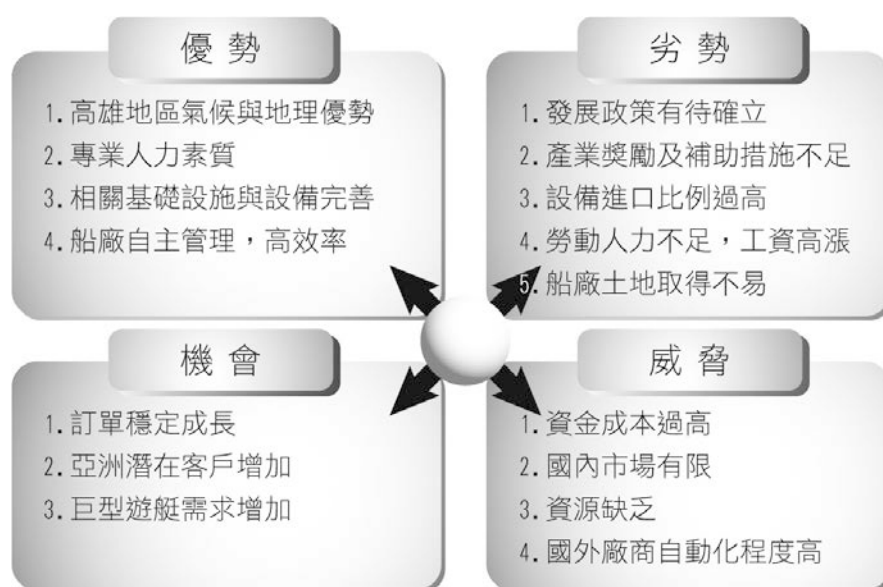 優勢
1.高雄地區氣候與地理優勢
2.專業人力素質
3.相關基礎設施與設備完善
4.船廠自主管理，高效率
劣勢
1.發展政策有待確立
2.產業獎勵及補助措施不足
3.設備進口比例過高
4.勞動人力不足，工資高漲
5.船廠土地取得不易
機會
1.訂單穩定成長
2.亞洲潛在客戶增加
3.巨型遊艇需求增加
威脅
1.資金成本過高
2.國內市場有限
3.資源缺乏
4.國外廠商自動化程度高